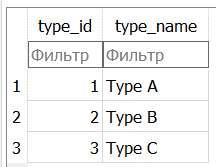 type_id type_name
Фильтр Фильтр
1 1 Type A
2 2 Type B
3 3 Type C